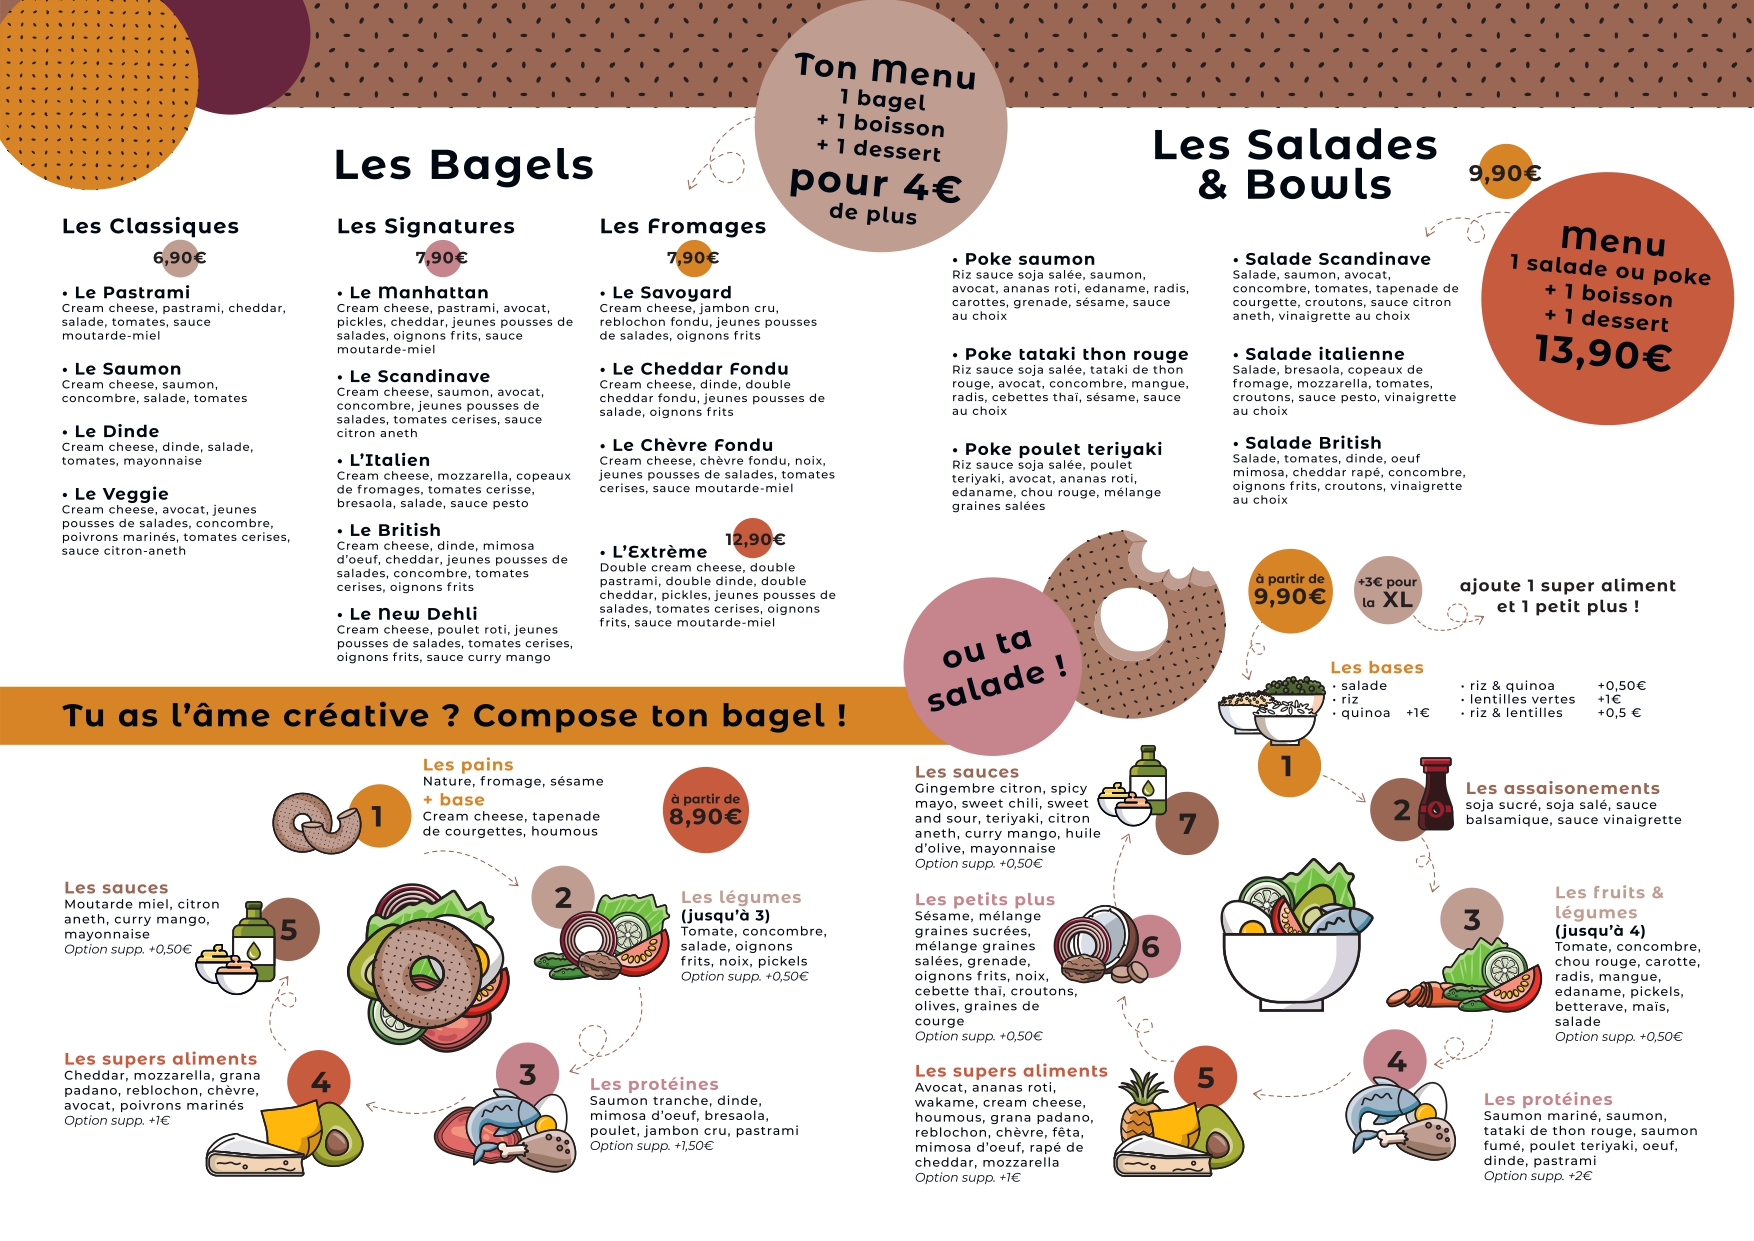 Ton Menu
1 bagel
+ 1 boisson
+ 1 dessert
pour 4€
de plus
Les Bagels
Les Classiques
6,90€
• Le Pastrami
Cream cheese, pastrami, cheddar,
salade, tomates, sauce
moutarde-miel
• Le Saumon
Cream cheese, saumon,
concombre, salade, tomates
• Le Dinde
Cream cheese, dinde, salade,
tomates, mayonnaise
• Le Veggie
Cream cheese, avocat, jeunes
pousses de salades, concombre,
poivrons marinés, tomates cerises,
sauce citron-aneth
Les Signatures
7,90€
• Le Manhattan
Cream cheese, pastrami, avocat,
pickles, cheddar, jeunes pousses de
salades, oignons frits, sauce
moutarde-miel
• Le Scandinave
Cream cheese, saumon, avocat,
concombre, jeunes pousses de
salades, tomates cerises, sauce
citron aneth
• L'Italien
Cream cheese, mozzarella, copeaux
de fromages, tomates cerisse,
bresaola, salade, sauce pesto
• Le British
Cream cheese, dinde, mimosa
d'oeuf, cheddar, jeunes pousses de
salades, concombre, tomates
cerises, oignons frits
• Le New Dehli
Cream cheese, poulet roti, jeunes
pousses de salades, tomates cerises,
oignons frits, sauce curry mango
Les Fromages
7,90€
• Le Savoyard
Cream cheese, jambon cru,
reblochon fondu, jeunes pousses
de salades, oignons frits
• Le Cheddar Fondu
Cream cheese, dinde, double
cheddar fondu, jeunes pousses de
salade, oignons frits
• Le Chèvre Fondu
Cream cheese, chèvre fondu, noix,
jeunes pousses de salades, tomates
cerises, sauce moutarde-miel
12,90€
• L'Extrème
Double cream cheese, double
pastrami, double dinde, double
cheddar, pickles, jeunes pousses de
salades, tomates cerises, oignons
frits, sauce moutarde-miel
Les Salades
& Bowls
9,90€
Menu
1 salade ou poke
+ 1 boisson
+ 1 dessert
13,90€
• Poke saumon
Riz sauce soja salée, saumon,
avocat, ananas roti, edaname, radis,
carottes, grenade, sésame, sauce
au choix
• Poke tataki thon rouge
Riz sauce soja salée, tataki de thon
rouge, avocat, concombre, mangue,
radis, cebettes thaï, sésame, sauce
au choix
• Poke poulet teriyaki
Riz sauce soja salée, poulet
teriyaki, avocat, ananas roti,
edaname, chou rouge, mélange
graines salées
• Salade Scandinave
Salade, saumon, avocat,
concombre, tomates, tapenade de
courgette, croutons, sauce citron
aneth, vinaigrette au choix
• Salade italienne
Salade, bresaola, copeaux de
fromage, mozzarella, tomates,
croutons, sauce pesto, vinaigrette
au choix
• Salade British
Salade, tomates, dinde, oeuf
mimosa, cheddar rapé, concombre,
oignons frits, croutons, vinaigrette
au choix
Tu as l'âme créative ? Compose ton bagel !
à partir de
8,90€
1
Les pains
Nature, fromage, sésame
+ base
Cream cheese, tapenade
de courgettes, houmous
2
Les légumes
(jusqu'à 3)
Tomate, concombre,
salade, oignons
frits, noix, pickels
Option supp. +0,50€
3
Les protéines
Saumon tranche, dinde,
mimosa d'oeuf, bresaola,
poulet, jambon cru, pastrami
Option supp. +1,50€
4
Les supers aliments
Cheddar, mozzarella, grana
padano, reblochon, chèvre,
avocat, poivrons marinés
Option supp. +1€
5
Les sauces
Moutarde miel, citron
aneth, curry mango,
mayonnaise
Option supp. +0,50€
ou ta
salade !
à partir de
9,90€
+3€ pour
la XL
ajoute 1 super aliment
et 1 petit plus !
1
Les bases
• salade
• riz
• quinoa +1€
• riz & quinoa +0,50€
• lentilles vertes +1€
• riz & lentilles +0,5 €
2
Les assaisonements
soja sucré, soja salé, sauce
balsamique, sauce vinaigrette
3
Les fruits &
légumes
(jusqu'à 4)
Tomate, concombre,
chou rouge, carotte,
radis, mangue,
edaname, pickels,
betterave, maïs,
salade
Option supp. +0,50€
4
Les protéines
Saumon mariné, saumon,
tataki de thon rouge, saumon
fumé, poulet teriyaki, oeuf,
dinde, pastrami
Option supp. +2€
5
Les supers aliments
Avocat, ananas roti,
wakame, cream cheese,
houmous, grana padano,
reblochon, chèvre, fêta,
mimosa d'oeuf, rapé de
cheddar, mozzarella
Option supp. +1€
6
Les petits plus
Sésame, mélange
graines sucrées,
mélange graines
salées, grenade,
oignons frits, noix,
cebette thaï, croutons,
olives, graines de
courge
Option supp. +0,50€
7
Les sauces
Gingembre citron, spicy
mayo, sweet chili, sweet
and sour, teriyaki, citron
aneth, curry mango, huile
d'olive, mayonnaise
Option supp. +0,50€